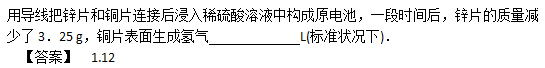 用导线把锌片和铜片连接后浸入稀硫酸溶液中构成原电池，一段时间后，锌片的质量减
少了3．25 g，铜片表面生成氢气____________L(标准状况下)．
【答案】 1.12